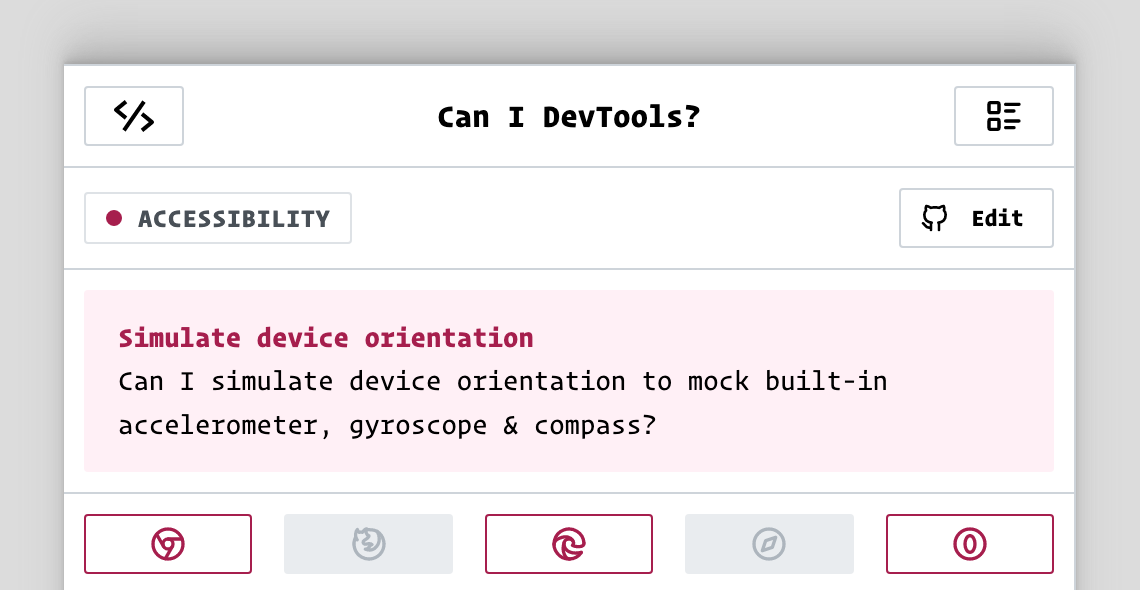 Can I DevTools?
ACCESSIBILITY
Edit
Simulate device orientation
Can I simulate device orientation to mock built-in
accelerometer, gyroscope & compass?